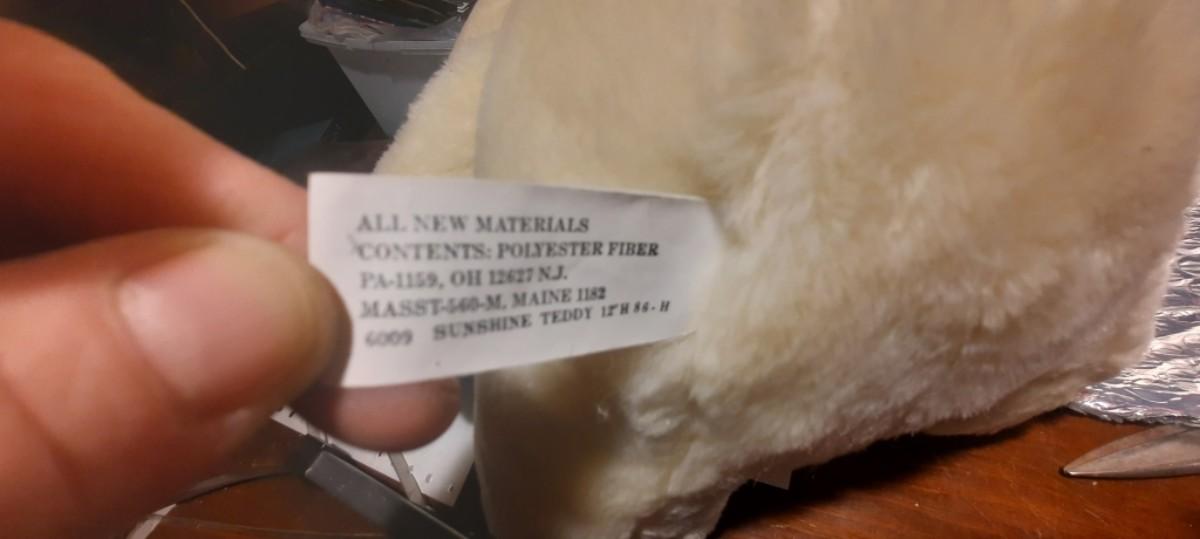 ALL NEW MATERIALS
CONTENTS: POLYESTER FIBER
PA-1159, OH 12627 N.J.
MASST-560-M. MAINE 1182
6009 SUNSHINE TEDDY 12"H 86-H